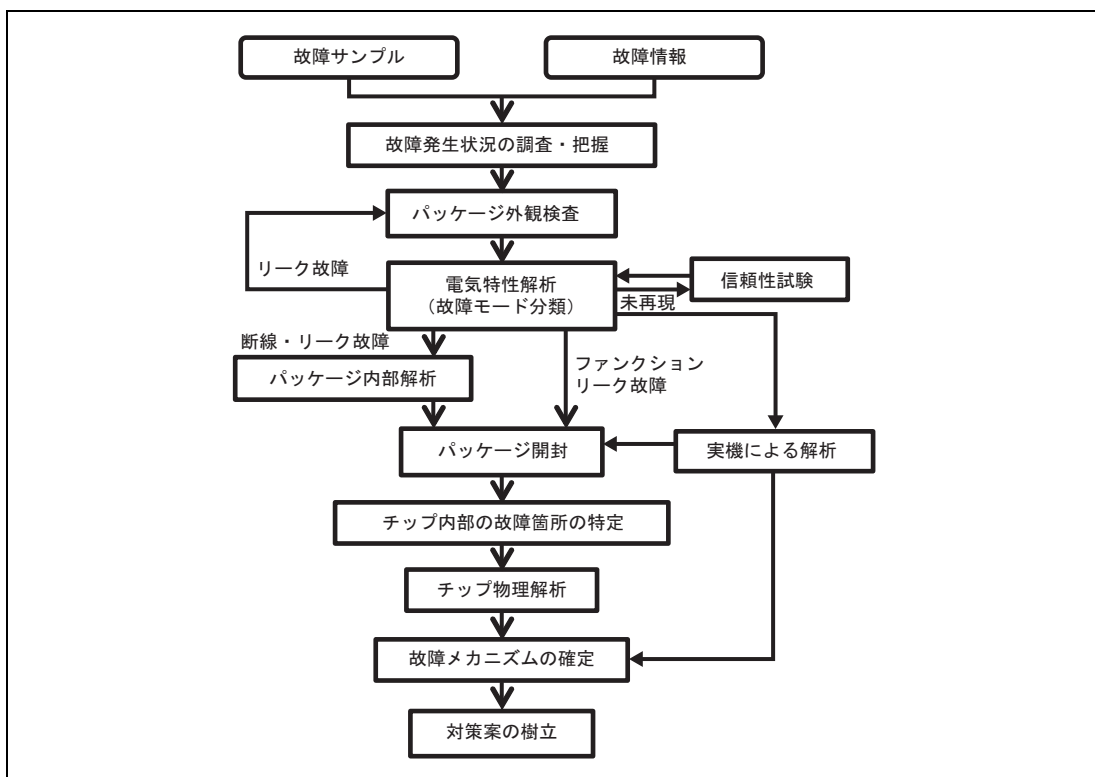 故障サンプル
故障情報
故障発生状況の調査・把握
パッケージ外観検査
リーク故障
電気特性解析
(故障モード分類)
信頼性試験
未再現
断線・リーク故障
パッケージ内部解析
ファンクション
リーク故障
パッケージ開封
実機による解析
チップ内部の故障箇所の特定
チップ物理解析
故障メカニズムの確定
対策案の樹立